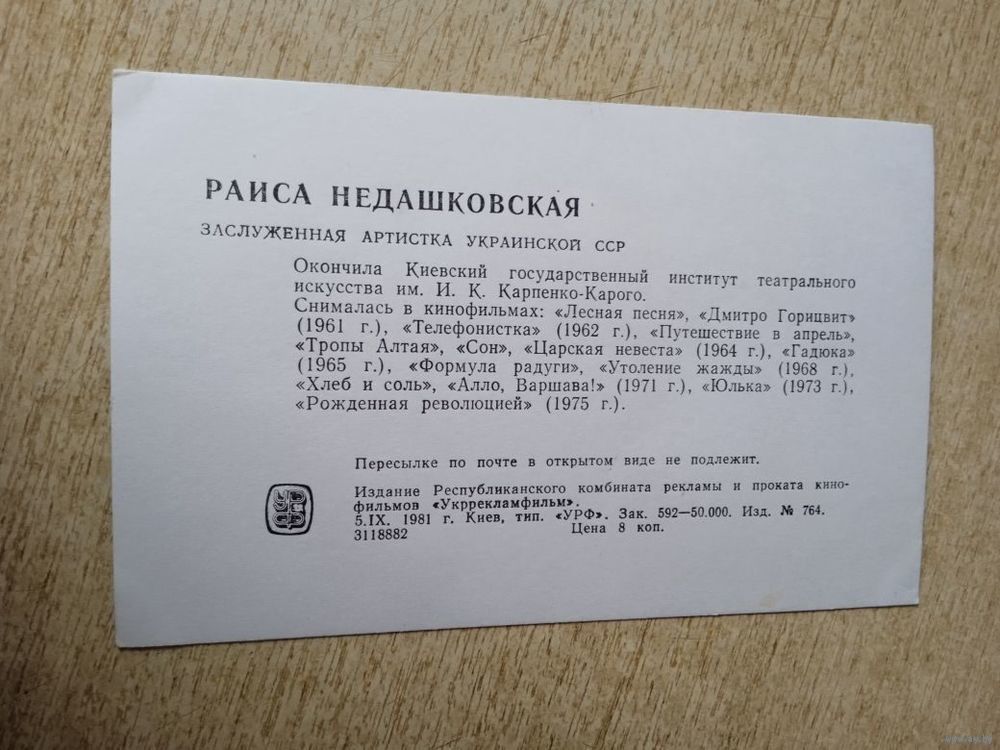 РАИСА НЕДАШКОВСКАЯ
ЗАСЛУЖЕННАЯ АРТИСТКА УКРАИНСКОЙ ССР
Окончила Киевский государственный институт театрального
искусства им. И. К. Карпенко-Карого.
Снималась в кинофильмах: «Лесная песня», «Дмитро Горицвит»
(1961 г.), «Телефонистка» (1962 г.), «Путешествие в апрель»,
«Тропы Алтая», «Сон», «Царская невеста» (1964 г.), «Гадюка»
(1965 г.), «Формула радуги», «Утоление жажды» (1968 г.),
«Хлеб и соль», «Алло, Варшава!» (1971 г.), «Юлька» (1973 г.),
«Рожденная революцией» (1975 г.).
Пересылке по почте в открытом виде не подлежит.
Издание Республиканского комбината рекламы и проката кино-
фильмов «Укррекламфильм».
5.IX. 1981 г. Киев, тип. «УРФ». Зак. 592—50.000. Изд. № 764.
3118882 Цена 8 коп.